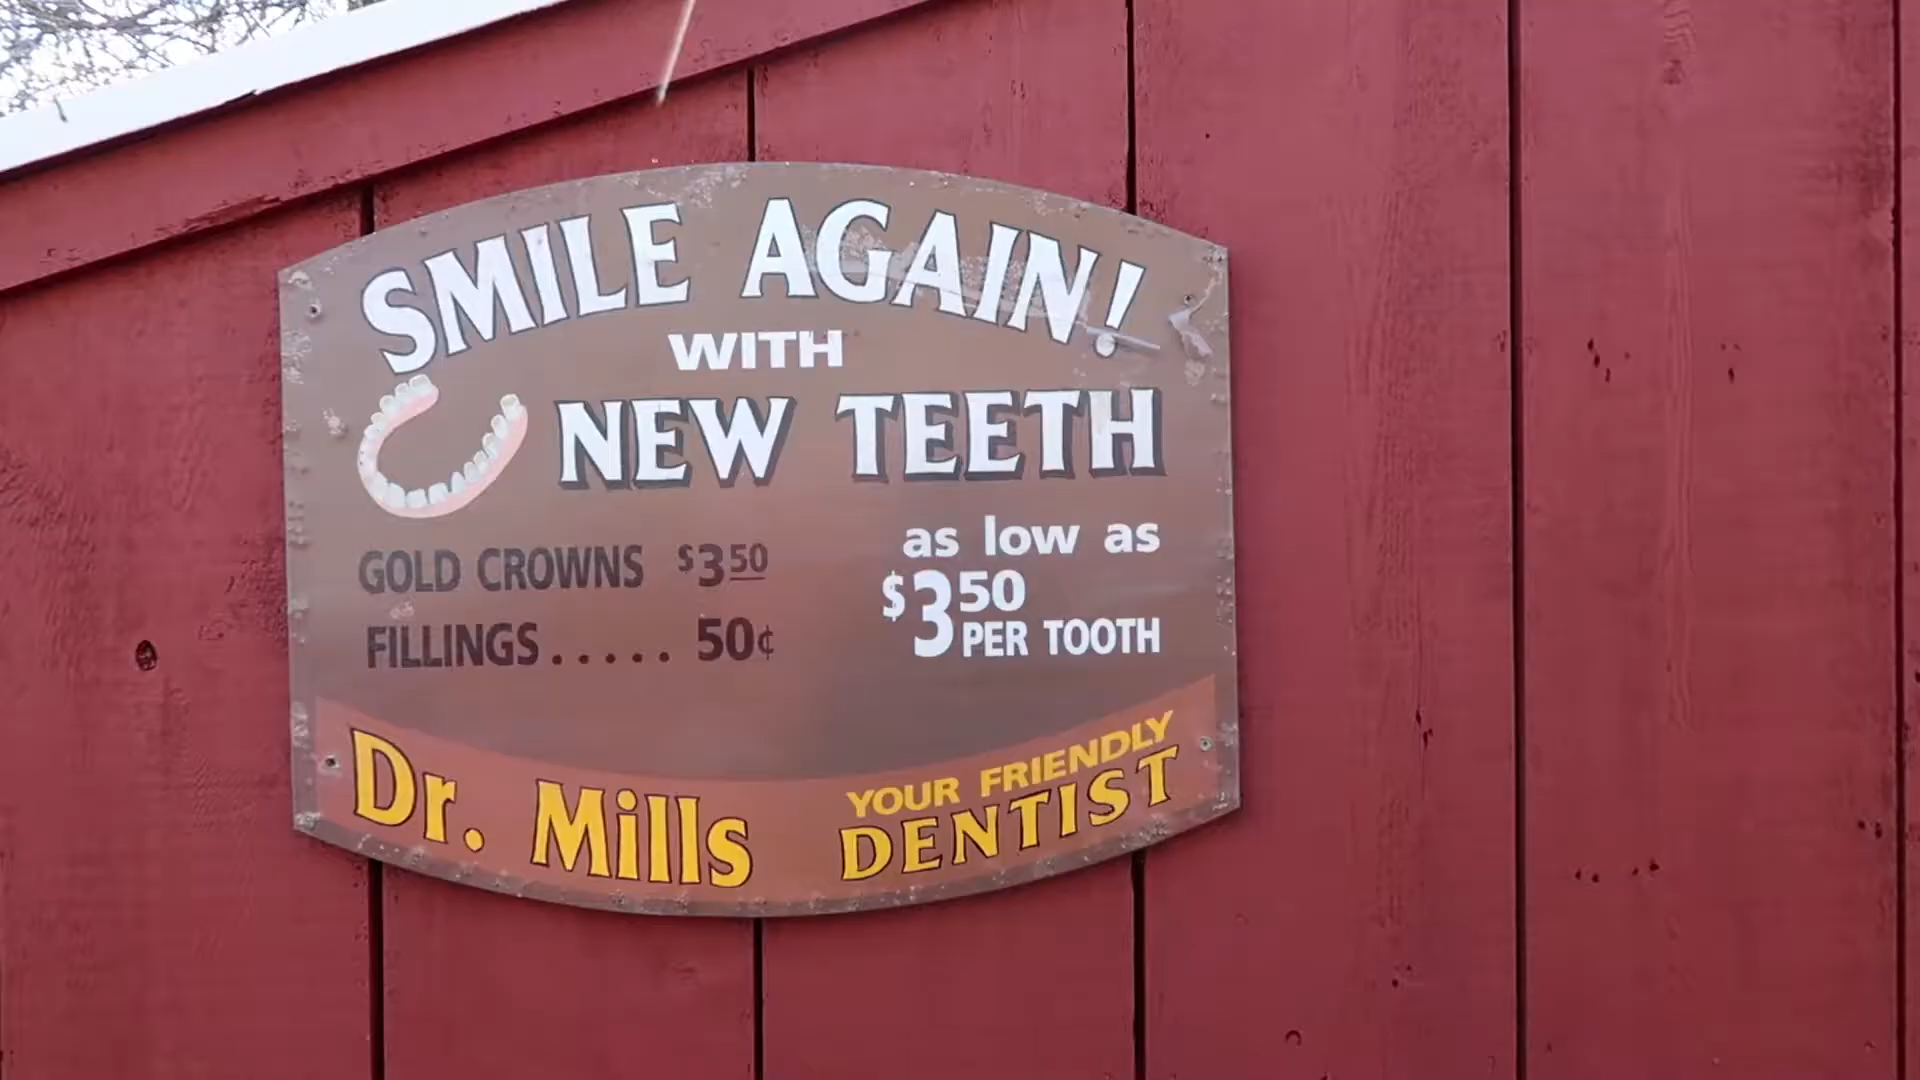 SMILE AGAIN!
WITH
NEW TEETH
as low as
$3 50
PER TOOTH
GOLD CROWNS $3 50
FILLINGS..... 50¢
Dr. Mills
YOUR FRIENDLY
DENTIST